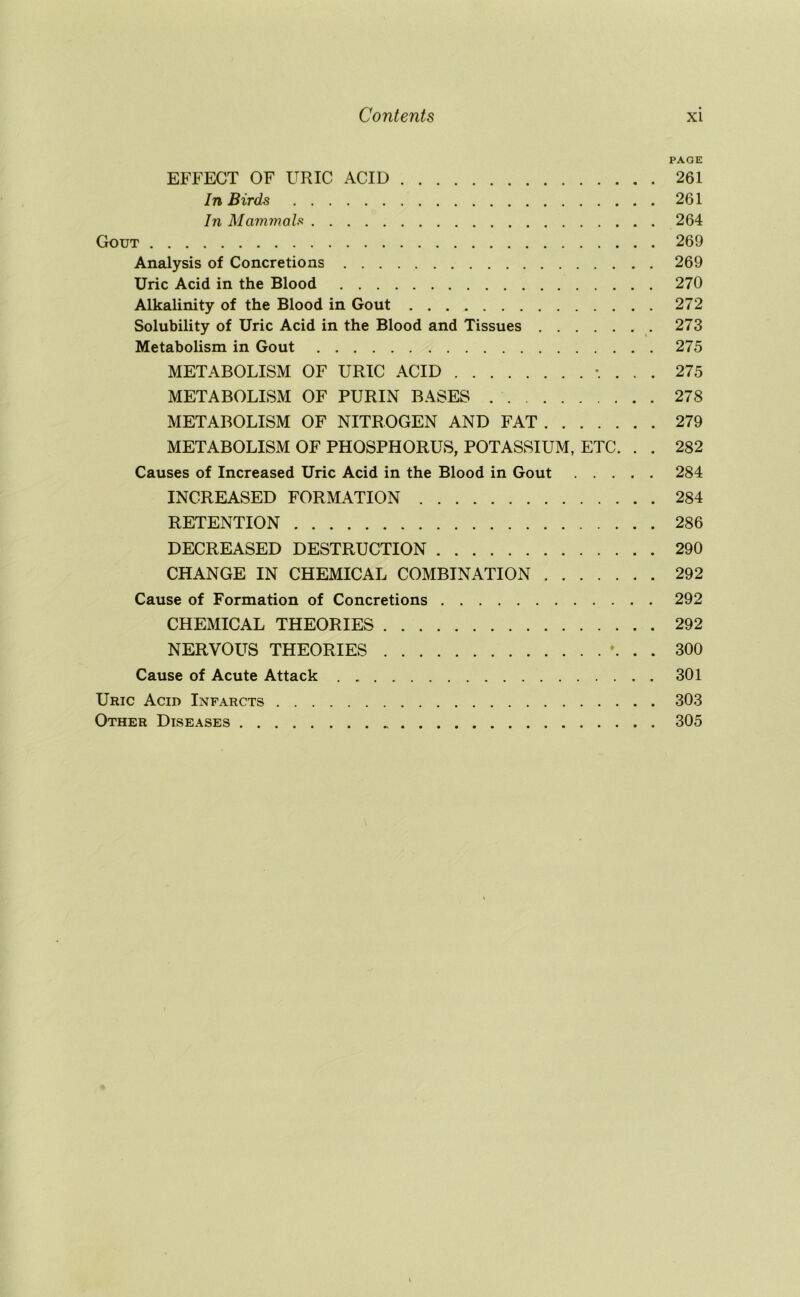 Contents xi
PAGE
EFFECT OF URIC ACID . . . . . . . . . . . . . . . 261
In Birds . . . . . . . . . . . . . . . . . . . . . 261
In Mammals . . . . . . . . . . . . . . . . . . . . 264
GOUT . . . . . . . . . . . . . . . . . . . . . . . . . . . . . 269
Analysis of Concretions . . . . . . . . . . . . . . . . . . 269
Uric Acid in the Blood . . . . . . . . . . . . . . . . . . 270
Alkalinity of the Blood in Gout . . . . . . . . . . . . . . 272
Solubility of Uric Acid in the Blood and Tissues . . . . . . . 273
Metabolism in Gout . . . . . . . . . . . . . . . . . . . 275
METABOLISM OF URIC ACID . . . . . . . . . . . . 275
METABOLISM OF PURIN BASES . . . . . . . . . . 278
METABOLISM OF NITROGEN AND FAT . . . . . . . 279
METABOLISM OF PHOSPHORUS, POTASSIUM, ETC. . . 282
Causes of Increased Uric Acid in the Blood in Gout . . . . . 284
INCREASED FORMATION . . . . . . . . . . . . . . 284
RETENTION . . . . . . . . . . . . . . . . . . . . . 286
DECREASED DESTRUCTION . . . . . . . . . . . . . 290
CHANGE IN CHEMICAL COMBINATION . . . . . . . 292
Cause of Formation of Concretions . . . . . . . . . . . . 292
CHEMICAL THEORIES . . . . . . . . . . . . . . . . 292
NERVOUS THEORIES . . . . . . . . . . . . . . . . 300
Cause of Acute Attack . . . . . . . . . . . . . . . . . . 301
URIC ACID INFARCTS . . . . . . . . . . . . . . . . . . . . . . 303
OTHER DISEASES . . . . . . . . . . . . . . . . . . . . . . . . 305